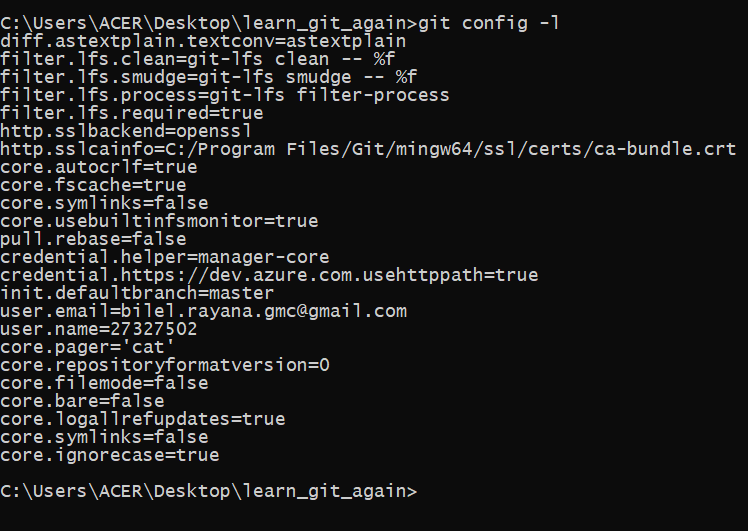 C:\Users\ACER\Desktop\learn_git_again>git config -l
diff.astextplain.textconv=astextplain
filter.lfs.clean=git-lfs clean -- %f
filter.lfs.smudge=git-lfs smudge -- %f
filter.lfs.process=git-lfs filter-process
filter.lfs.required=true
http.sslbackend=openssl
http.sslcainfo=C:/Program Files/Git/mingw64/ssl/certs/ca-bundle.crt
core.autocrlf=true
core.fscache=true
core.symlinks=false
core.usebuiltinfsmonitor=true
pull.rebase=false
credential.helper=manager-core
credential.https://dev.azure.com.usehttppath=true
init.defaultbranch=master
user.email=bilel.rayana.gmc@gmail.com
user.name=27327502
core.pager='cat'
core.repositoryformatversion=0
core.filemode=false
core.bare=false
core.logallrefupdates=true
core.symlinks=false
core.ignorecase=true
C:\Users\ACER\Desktop\learn_git_again>